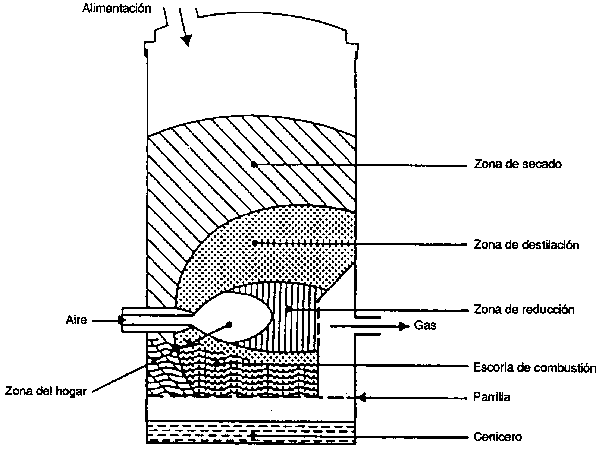 Alimentación
Zona de secado
Zona de destilación
Zona de reducción
Aire
Gas
Escoria de combustión
Zona del hogar
Parrilla
Cenicero